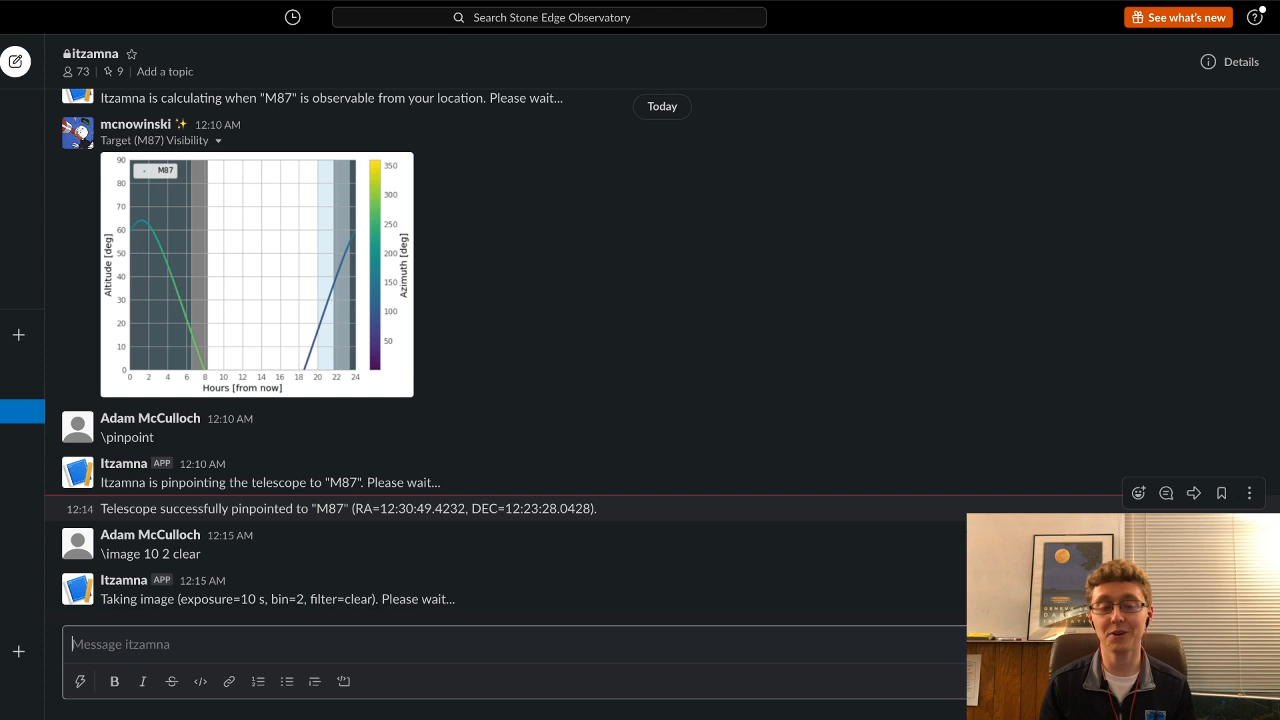 Search Stone Edge Observatory
See what's new
itzamna
73 9 Add a topic
Details
Itzamna is calculating when "M87" is observable from your location. Please wait...
Today
mcnowinski 12:10 AM
Target (M87) Visibility
M87
90
80
70
60
50
40
30
20
10
0
Altitude [deg]
0 2 4 6 8 10 12 14 16 18 20 22 24
Hours [from now]
350
300
250
200
150
100
50
Azimuth [deg]
Adam McCulloch 12:10 AM
\pinpoint
Itzamna APP 12:10 AM
Itzamna is pinpointing the telescope to "M87". Please wait...
12:14 Telescope successfully pinpointed to "M87" (RA=12:30:49.4232, DEC=12:23:28.0428).
Adam McCulloch 12:15 AM
\image 10 2 clear
Itzamna APP 12:15 AM
Taking image (exposure=10 s, bin=2, filter=clear). Please wait...
Message itzamna